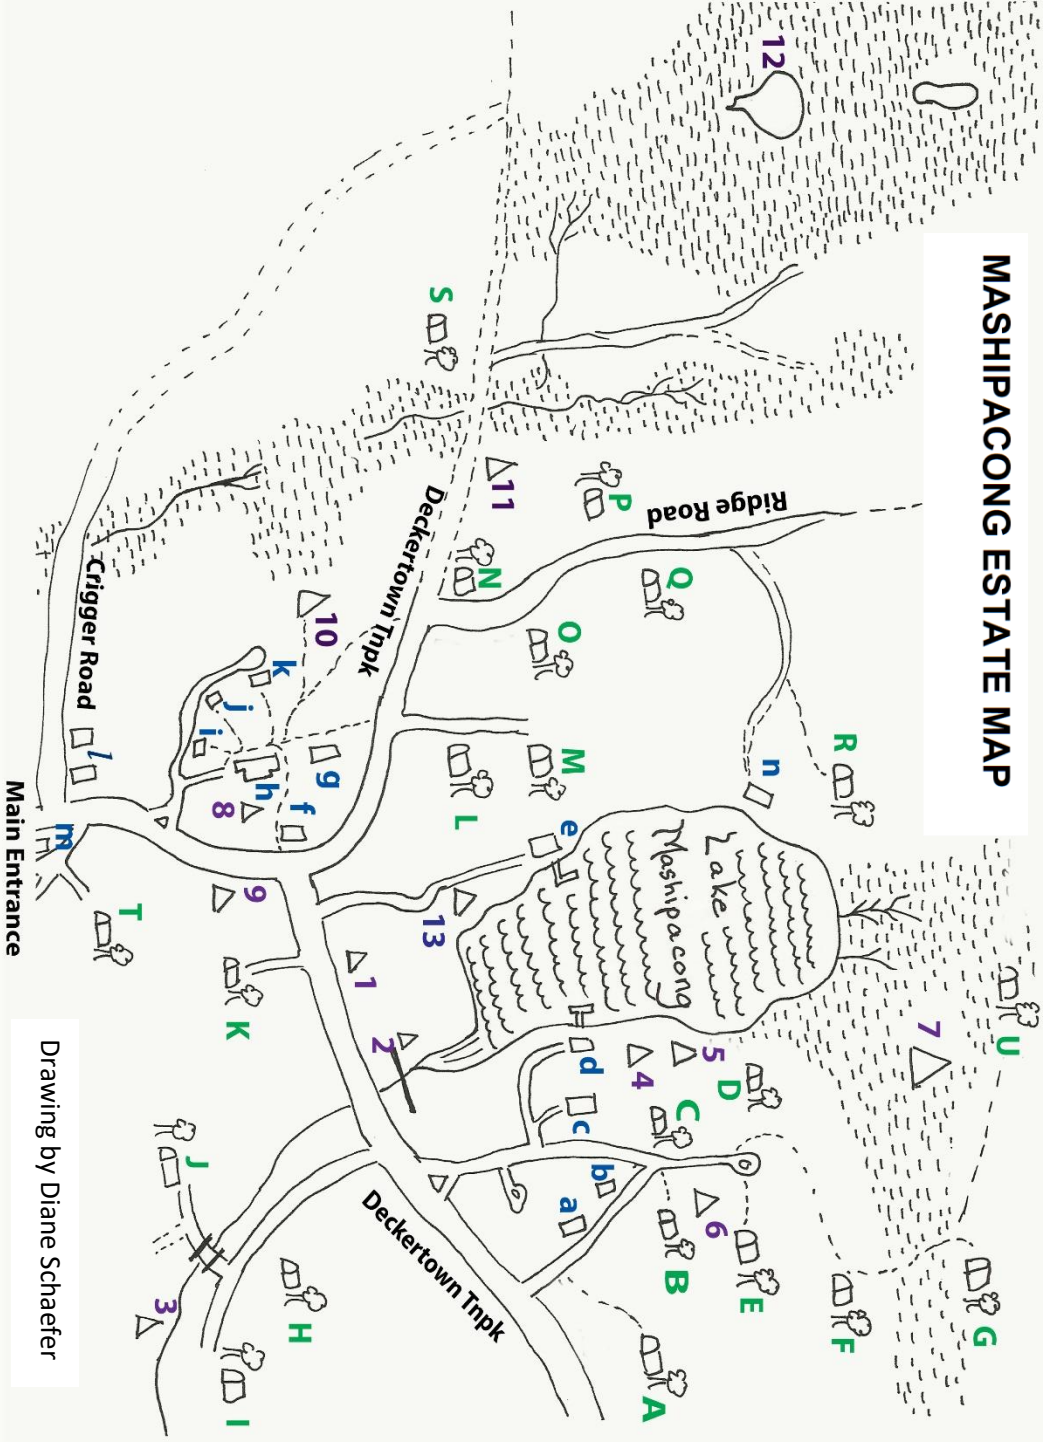 MASHIPACONG ESTATE MAP
12
S
11
P
Ridge Road
Deckertown Tnpk
N
Q
O
10
Crigger Road
k
j
i
h
g
f
8
l
m
Main Entrance
M
L
R
n
e
Lake
Mashipacong
9
13
T
K
1
2
d
4
5
D
C
c
b
a
6
7
U
B
E
F
G
A
J
3
H
I
Deckertown Tnpk
Drawing by Diane Schaefer